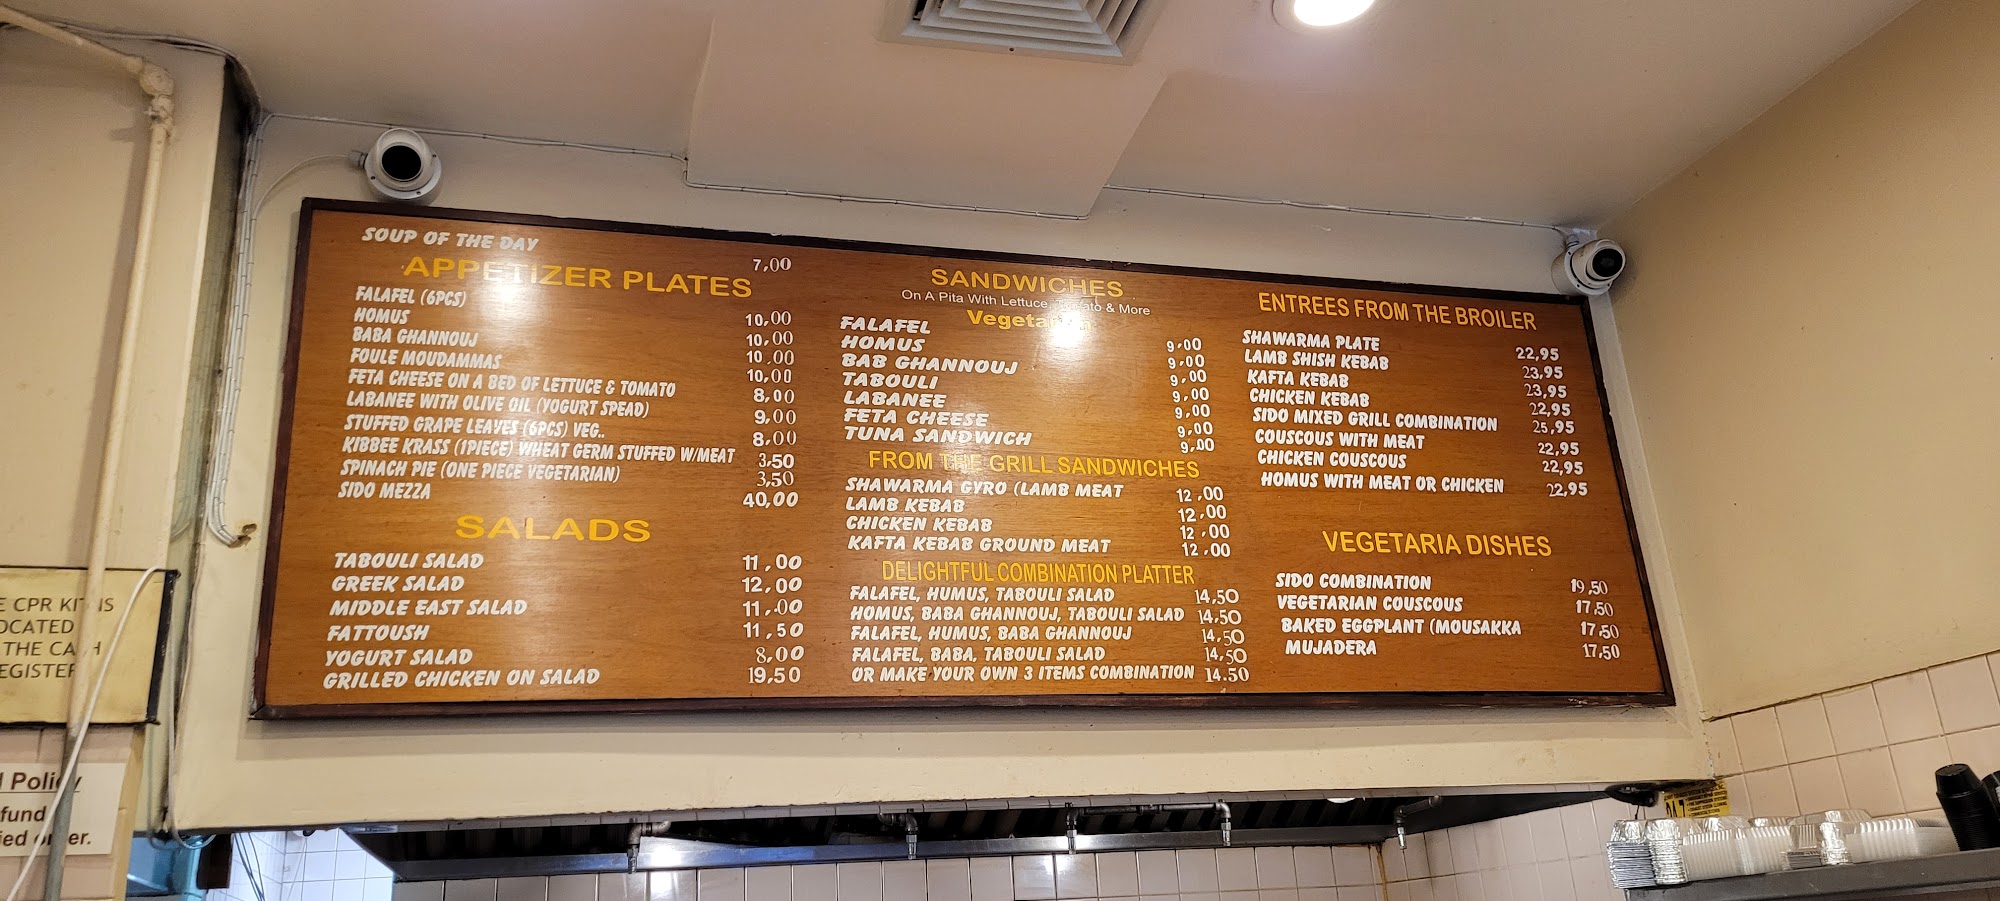 SOUP OF THE DAY 7,00
APPETIZER PLATES
FALAFEL (6PCS) 10,00
HOMUS 10,00
BABA GHANNOUJ 10,00
FOULE MOUDAMMAS 10,00
FETA CHEESE ON A BED OF LETTUCE & TOMATO 8,00
LABANEE WITH OLIVE OIL (YOGURT SPEAD) 9,00
STUFFED GRAPE LEAVES (6PCS) VEG.. 8,00
KIBBEE KRASS (1PIECE) WHEAT GERM STUFFED W/MEAT 3,50
SPINACH PIE (ONE PIECE VEGETARIAN) 3,50
SIDO MEZZA 40,00
SALADS
TABOULI SALAD 11,00
GREEK SALAD 12,00
MIDDLE EAST SALAD 11,00
FATTOUSH 11,50
YOGURT SALAD 8,00
GRILLED CHICKEN ON SALAD 19,50
SANDWICHES
On A Pita With Lettuce, Tomato & More
Vegetarian
FALAFEL 9,00
HOMUS 9,00
BAB GHANNOUJ 9,00
TABOULI 9,00
LABANEE 9,00
FETA CHEESE 9,00
TUNA SANDWICH 9,00
FROM THE GRILL SANDWICHES
SHAWARMA GYRO (LAMB MEAT 12,00
LAMB KEBAB 12,00
CHICKEN KEBAB 12,00
KAFTA KEBAB GROUND MEAT 12,00
DELIGHTFUL COMBINATION PLATTER
FALAFEL, HUMUS, TABOULI SALAD 14,50
HOMUS, BABA GHANNOUJ, TABOULI SALAD 14,50
FALAFEL, HUMUS, BABA GHANNOUJ 14,50
FALAFEL, BABA, TABOULI SALAD 14,50
OR MAKE YOUR OWN 3 ITEMS COMBINATION 14.50
ENTREES FROM THE BROILER
SHAWARMA PLATE 22,95
LAMB SHISH KEBAB 23,95
KAFTA KEBAB 23,95
CHICKEN KEBAB 22,95
SIDO MIXED GRILL COMBINATION 25,95
COUSCOUS WITH MEAT 22,95
CHICKEN COUSCOUS 22,95
HOMUS WITH MEAT OR CHICKEN 22,95
VEGETARIA DISHES
SIDO COMBINATION 19,50
VEGETARIAN COUSCOUS 17,50
BAKED EGGPLANT (MOUSAKKA 17,50
MUJADERA 17,50
E CPR KIT IS
OCATED
THE CASH
EGISTER
Policy
fund
ied order.